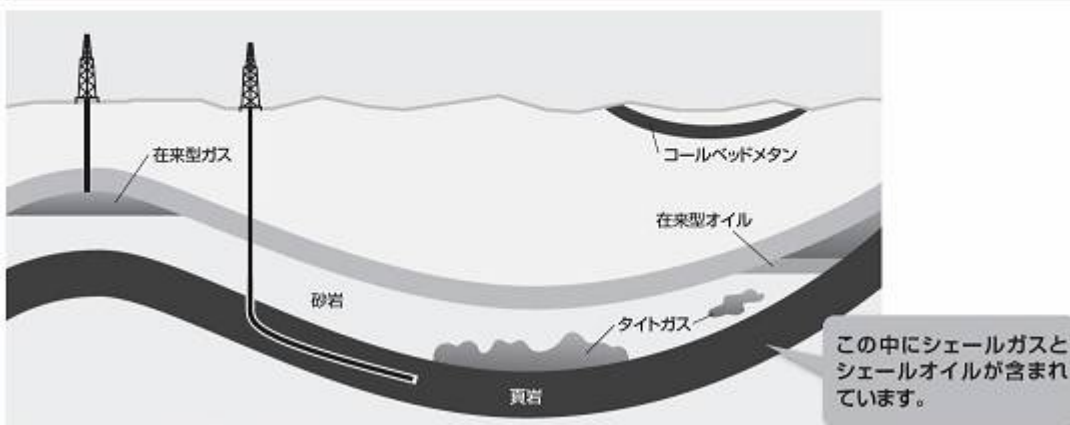 在来型ガス
コールベッドメタン
在来型オイル
砂岩
タイトガス
頁岩
この中にシェールガスと
シェールオイルが含まれ
ています。